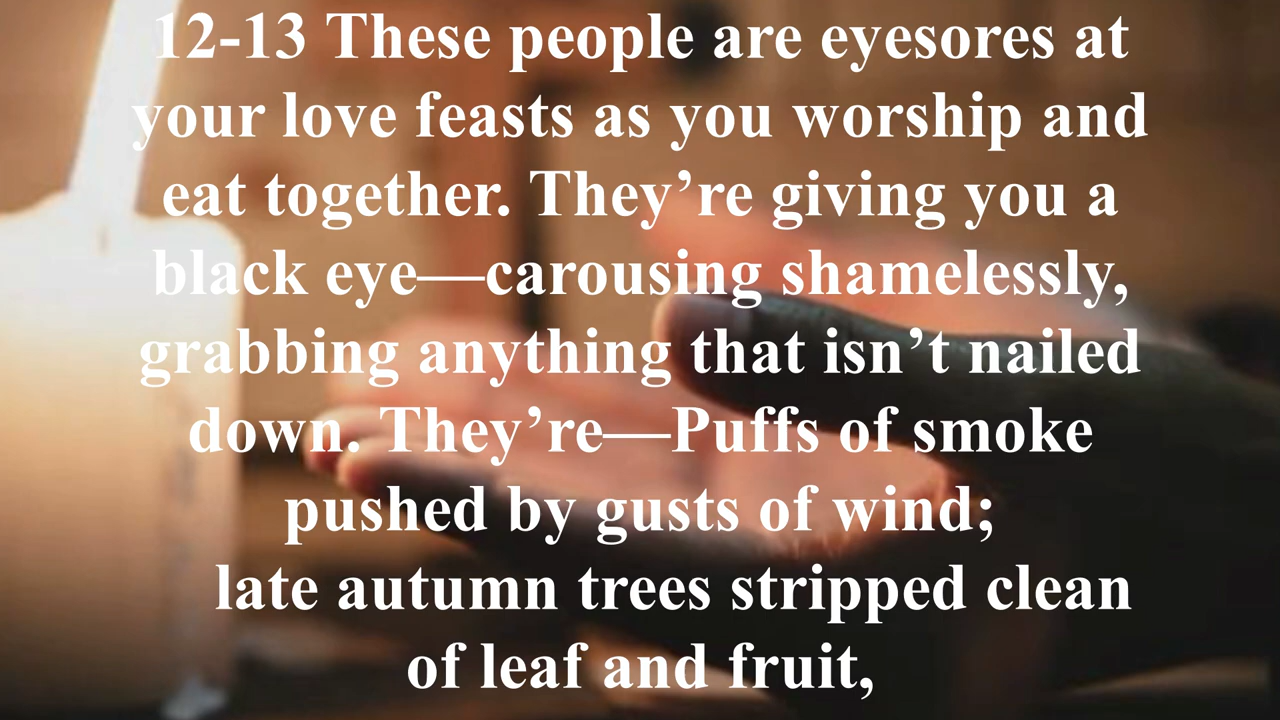 12-13 These people are eyesores at
your love feasts as you worship and
eat together. They’re giving you a
black eye—carousing shamelessly,
grabbing anything that isn’t nailed
down. They’re—Puffs of smoke
pushed by gusts of wind;
late autumn trees stripped clean
of leaf and fruit,